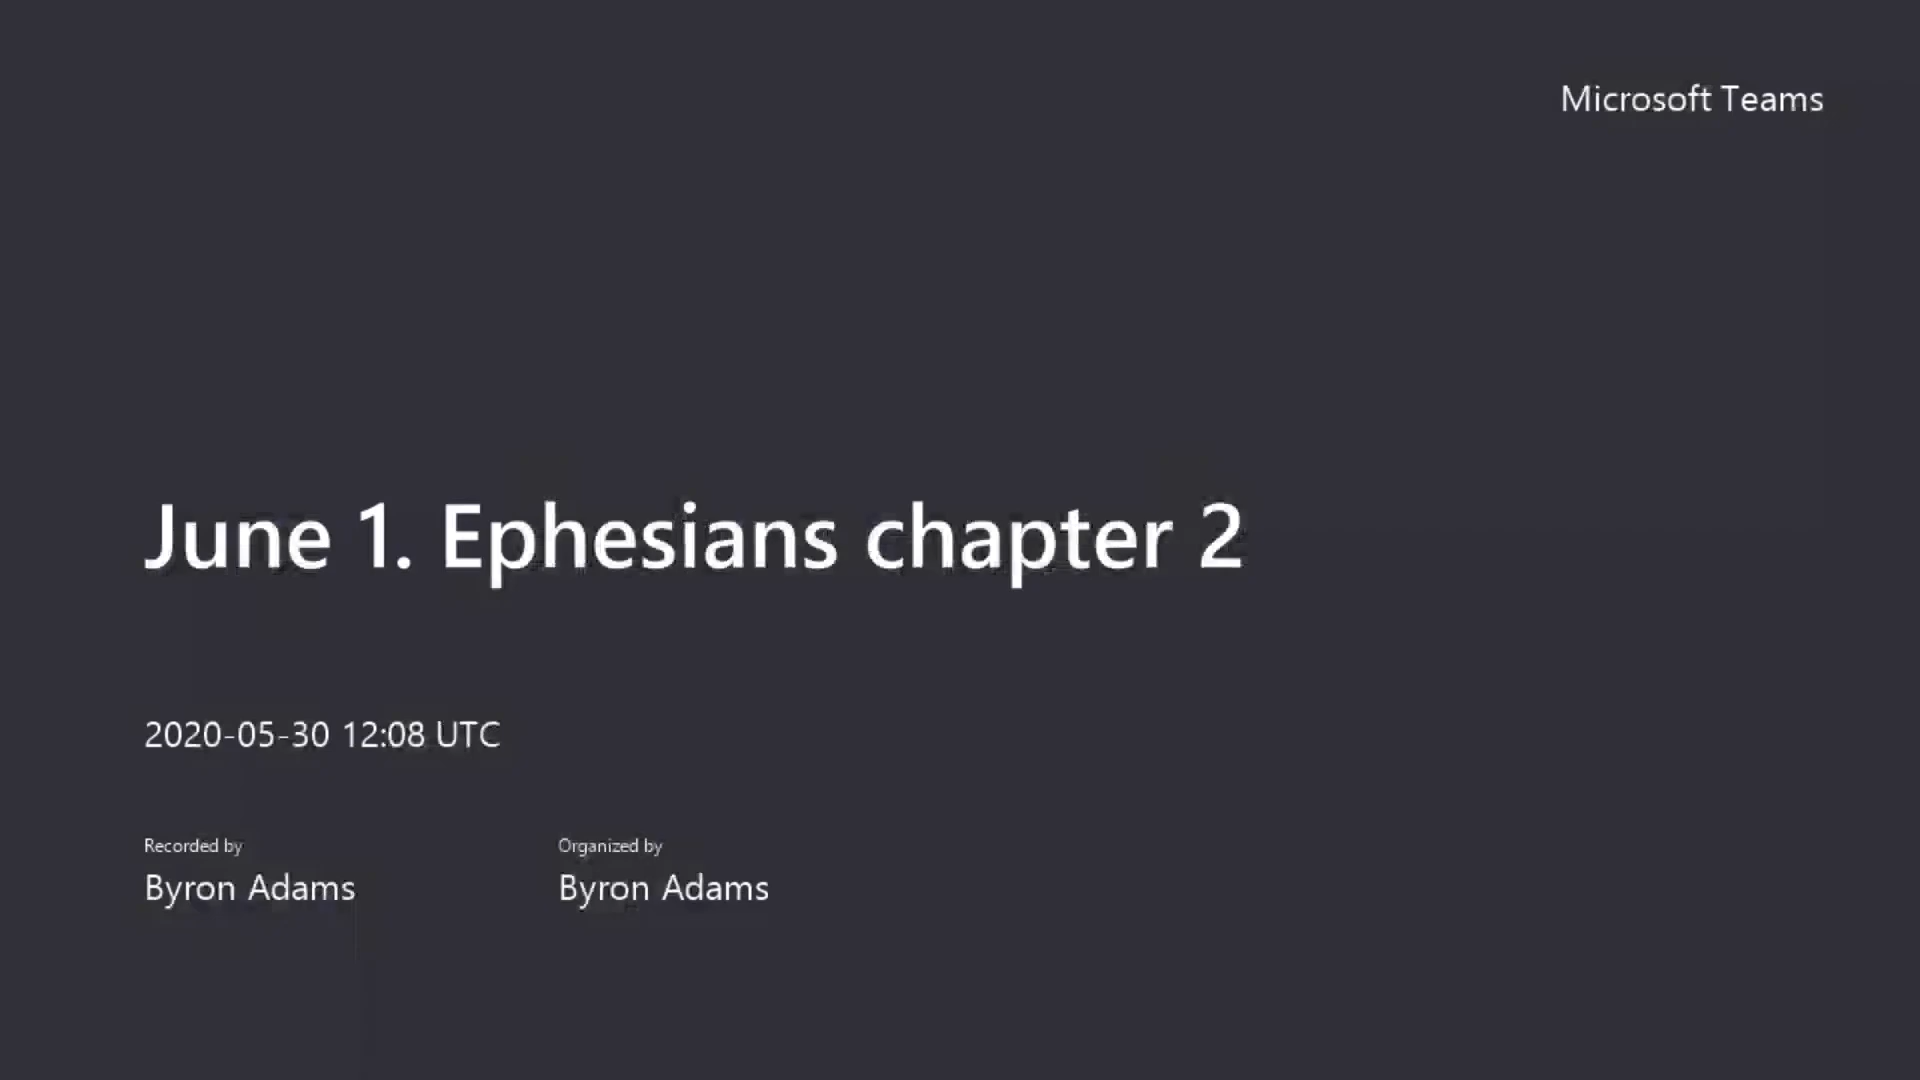 Microsoft Teams
June 1. Ephesians chapter 2
2020-05-30 12:08 UTC
Recorded by
Byron Adams
Organized by
Byron Adams